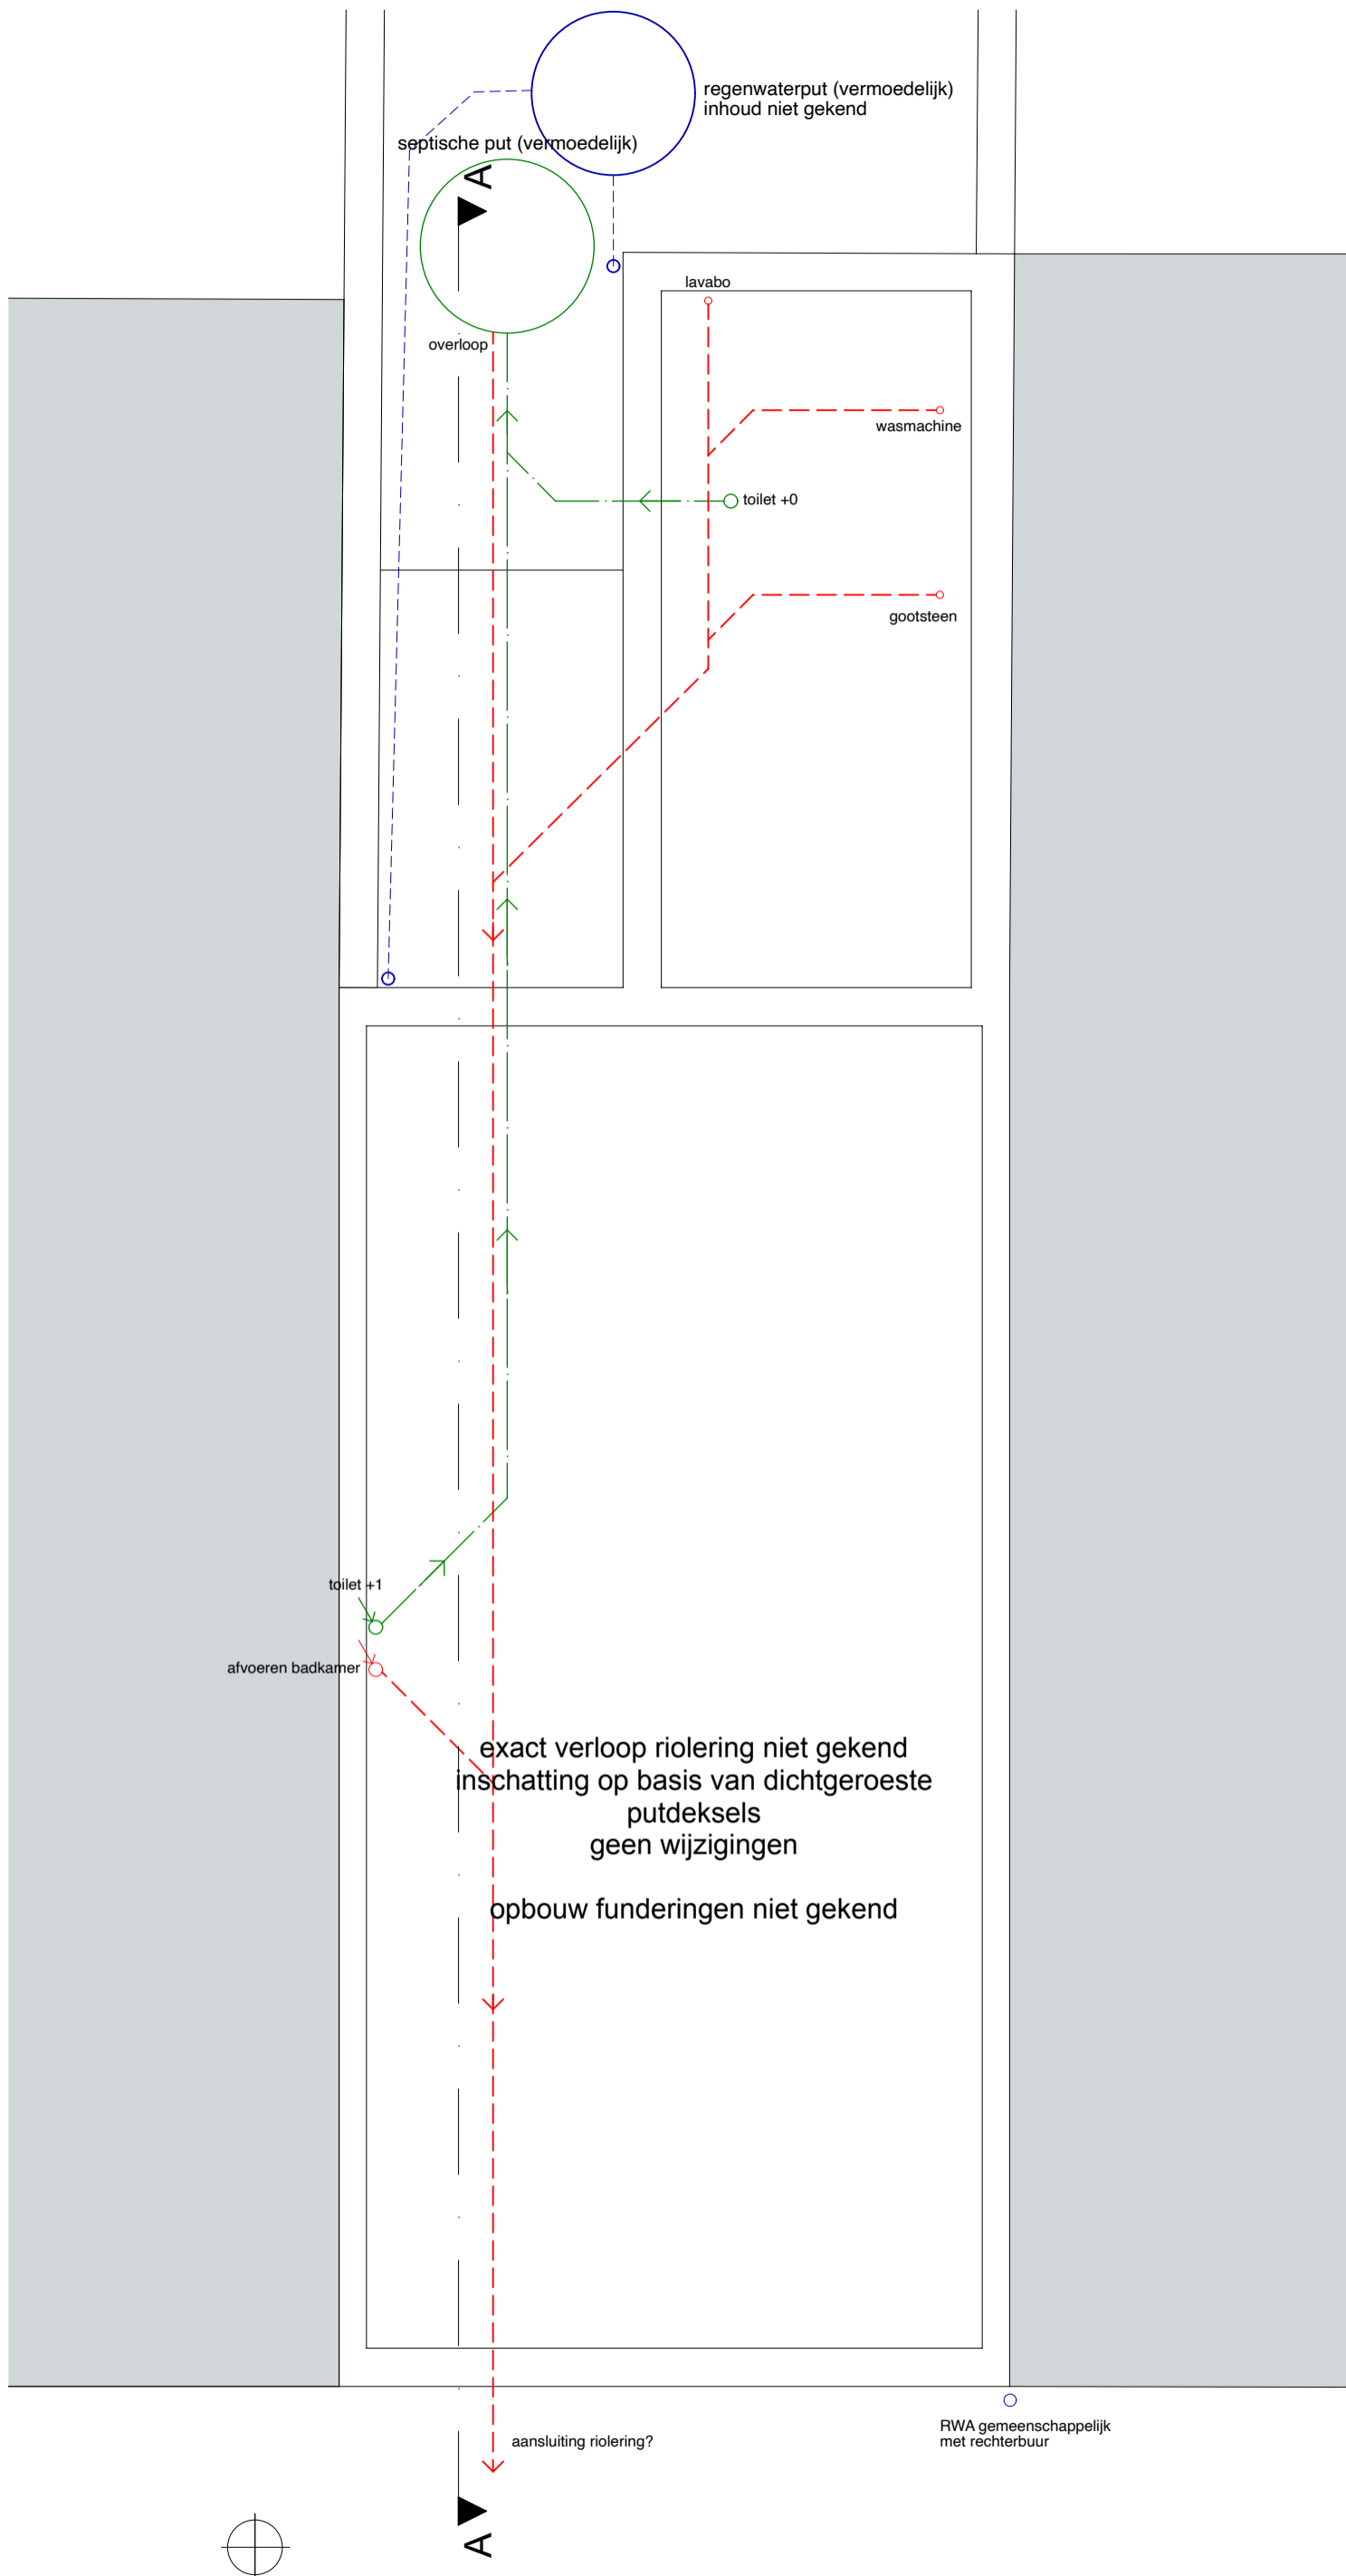 regenwaterput (vermoedelijk)
inhoud niet gekend
septische put (vermoedelijk)
A
lavabo
overloop
wasmachine
toilet +0
gootsteen
toilet +1
afvoeren badkamer
exact verloop riolering niet gekend
inschatting op basis van dichtgeroeste
putdeksels
geen wijzigingen
opbouw funderingen niet gekend
RWA gemeenschappelijk
met rechterbuur
aansluiting riolering?
A